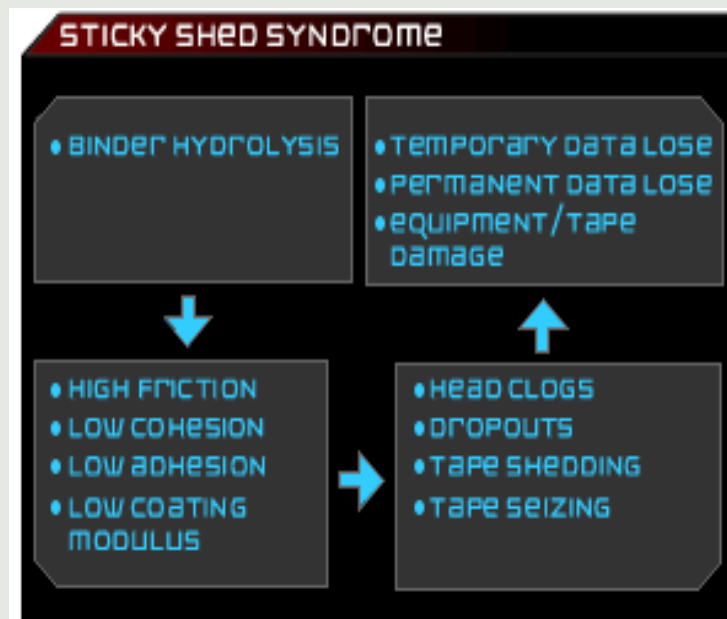 STICKY SHED SYNDROME
• BINDER HYDROLYSIS
• HIGH FRICTION
• LOW COHESION
• LOW ADHESION
• LOW COATING
MODULUS
• HEAD CLOGS
• DROPOUTS
• TAPE SHEDDING
• TAPE SEIZING
• TEMPORARY DATA LOSE
• PERMANENT DATA LOSE
• EQUIPMENT/TAPE
DAMAGE